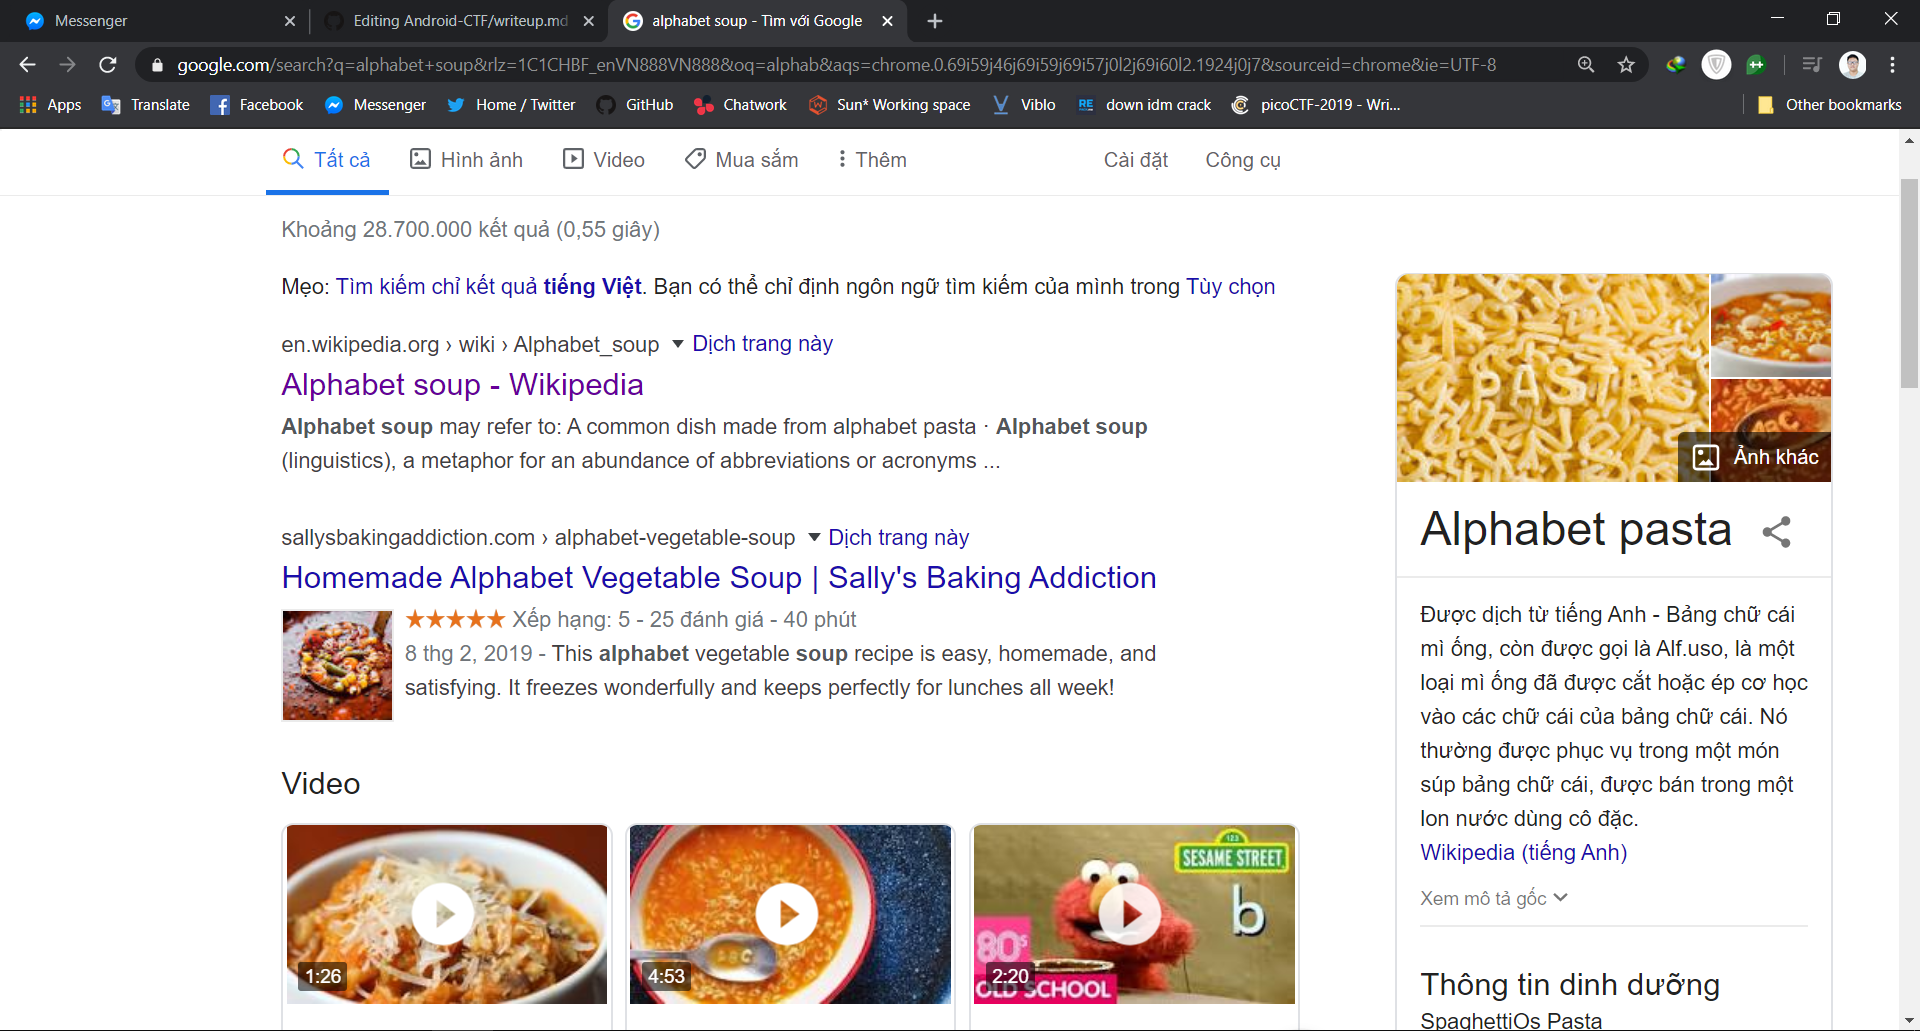 Messenger
Editing Android-CTF/writeup.md
alphabet soup - Tìm với Google
google.com/search?q=alphabet+soup&rlz=1C1CHBF_enVN888VN888&oq=alphab&aqs=chrome.0.69i59j46j69i59j69i57j0l2j69i60l2.1924j0j7&sourceid=chrome&ie=UTF-8
Apps
Translate
Facebook
Messenger
Home / Twitter
GitHub
Chatwork
Sun* Working space
Viblo
RE
down idm crack
picoCTF-2019 - Wri...
Other bookmarks
Tất cả
Hình ảnh
Video
Mua sắm
Thêm
Cài đặt
Công cụ
Khoảng 28.700.000 kết quả (0,55 giây)
Mẹo: Tìm kiếm chỉ kết quả tiếng Việt. Bạn có thể chỉ định ngôn ngữ tìm kiếm của mình trong Tùy chọn
en.wikipedia.org › wiki › Alphabet_soup
Dịch trang này
Alphabet soup - Wikipedia
Alphabet soup may refer to: A common dish made from alphabet pasta · Alphabet soup
(linguistics), a metaphor for an abundance of abbreviations or acronyms ...
sallysbakingaddiction.com › alphabet-vegetable-soup
Dịch trang này
Homemade Alphabet Vegetable Soup | Sally's Baking Addiction
Xếp hạng: 5 - 25 đánh giá - 40 phút
8 thg 2, 2019 - This alphabet vegetable soup recipe is easy, homemade, and
satisfying. It freezes wonderfully and keeps perfectly for lunches all week!
Video
1:26
ABC
4:53
123
SESAME STREET
b
80s
OLD SCHOOL
2:20
PASTA
ABC
Ảnh khác
Alphabet pasta
Được dịch từ tiếng Anh - Bảng chữ cái
mì ống, còn được gọi là Alf.uso, là một
loại mì ống đã được cắt hoặc ép cơ học
vào các chữ cái của bảng chữ cái. Nó
thường được phục vụ trong một món
súp bảng chữ cái, được bán trong một
lon nước dùng cô đặc.
Wikipedia (tiếng Anh)
Xem mô tả gốc
Thông tin dinh dưỡng
SpaghettiOs Pasta